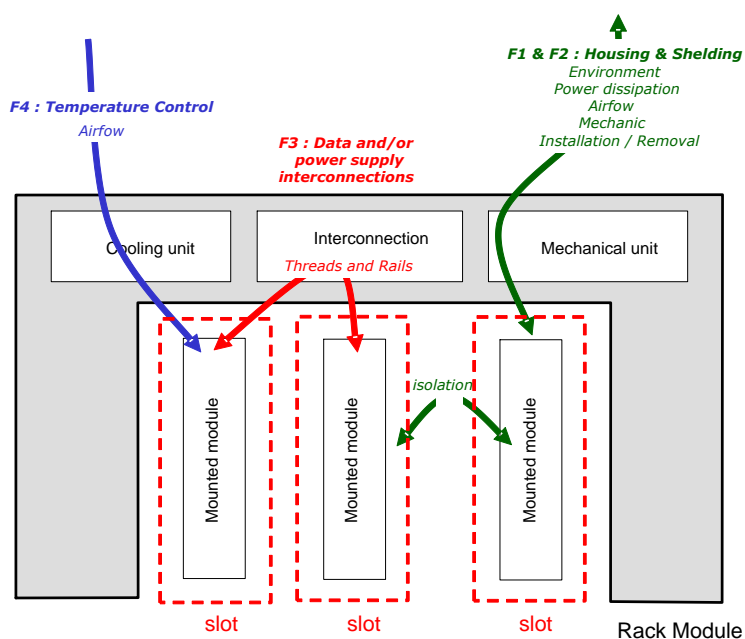 F1 & F2 : Housing & Shelding
Environment
Power dissipation
Airfow
Mechanic
Installation / Removal
F4 : Temperature Control
Airfow
F3 : Data and/or
power supply
interconnections
Cooling unit
Interconnection
Threads and Rails
Mechanical unit
isolation
Mounted module
Mounted module
Mounted module
slot
slot
slot
Rack Module